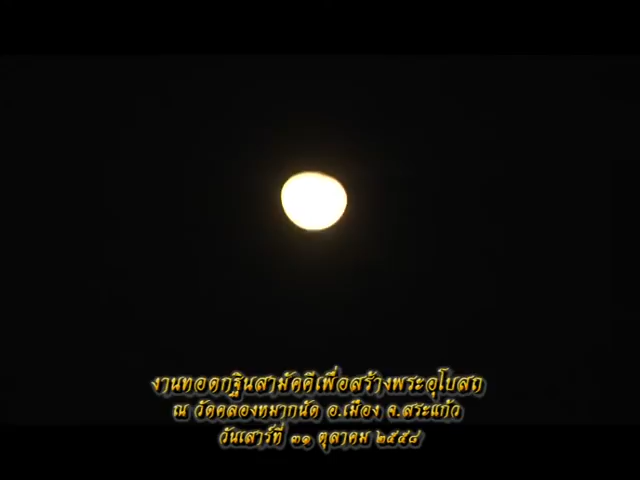 งานทอดกฐินสามัคคีเพื่อสร้างพระอุโบสถ
ณ วัดคลองหมากนัด อ.เมือง จ.สระแก้ว
วันเสาร์ที่ ๓๑ ตุลาคม ๒๕๕๔